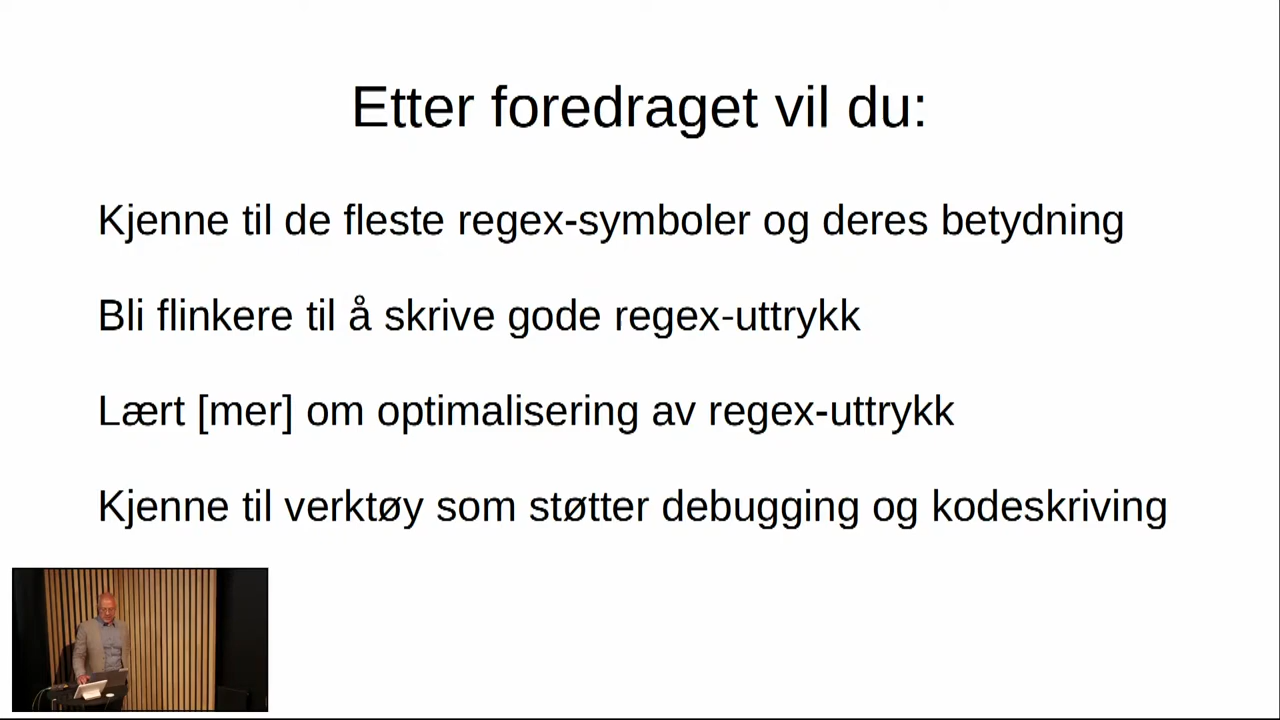 Etter foredraget vil du:
Kjenne til de fleste regex-symboler og deres betydning
Bli flinkere til å skrive gode regex-uttrykk
Lært [mer] om optimalisering av regex-uttrykk
Kjenne til verktøy som støtter debugging og kodeskriving